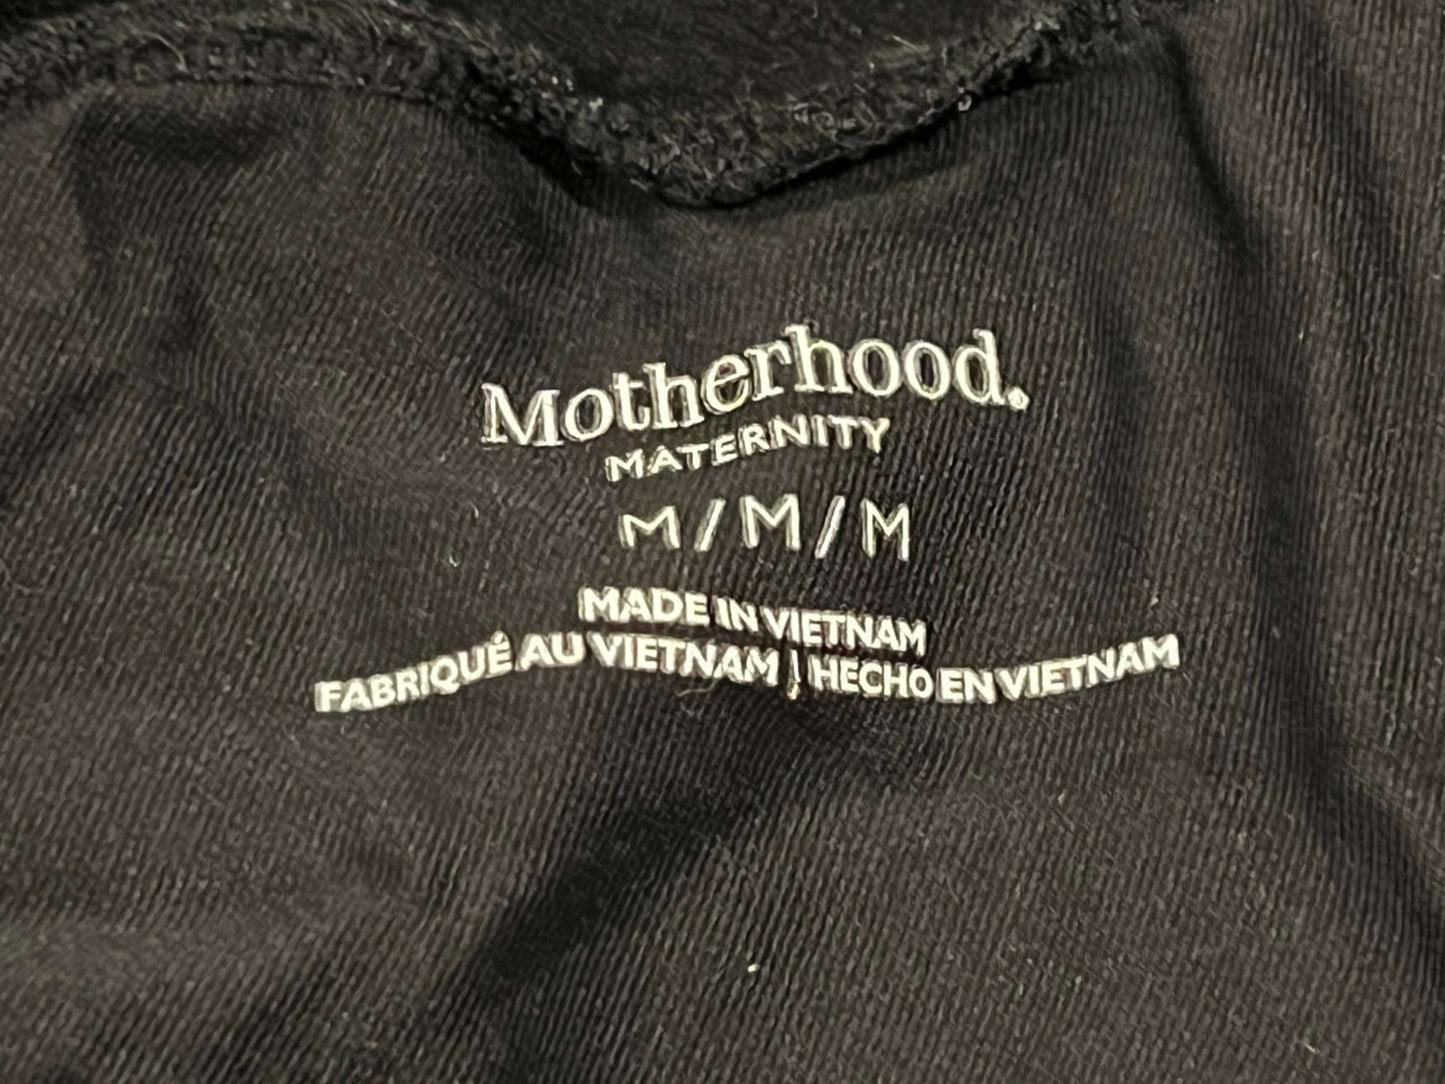 Motherhood.
MATERNITY
M/M/M
MADE IN VIETNAM
FABRIQUÉ AU VIETNAM | HECHO EN VIETNAM